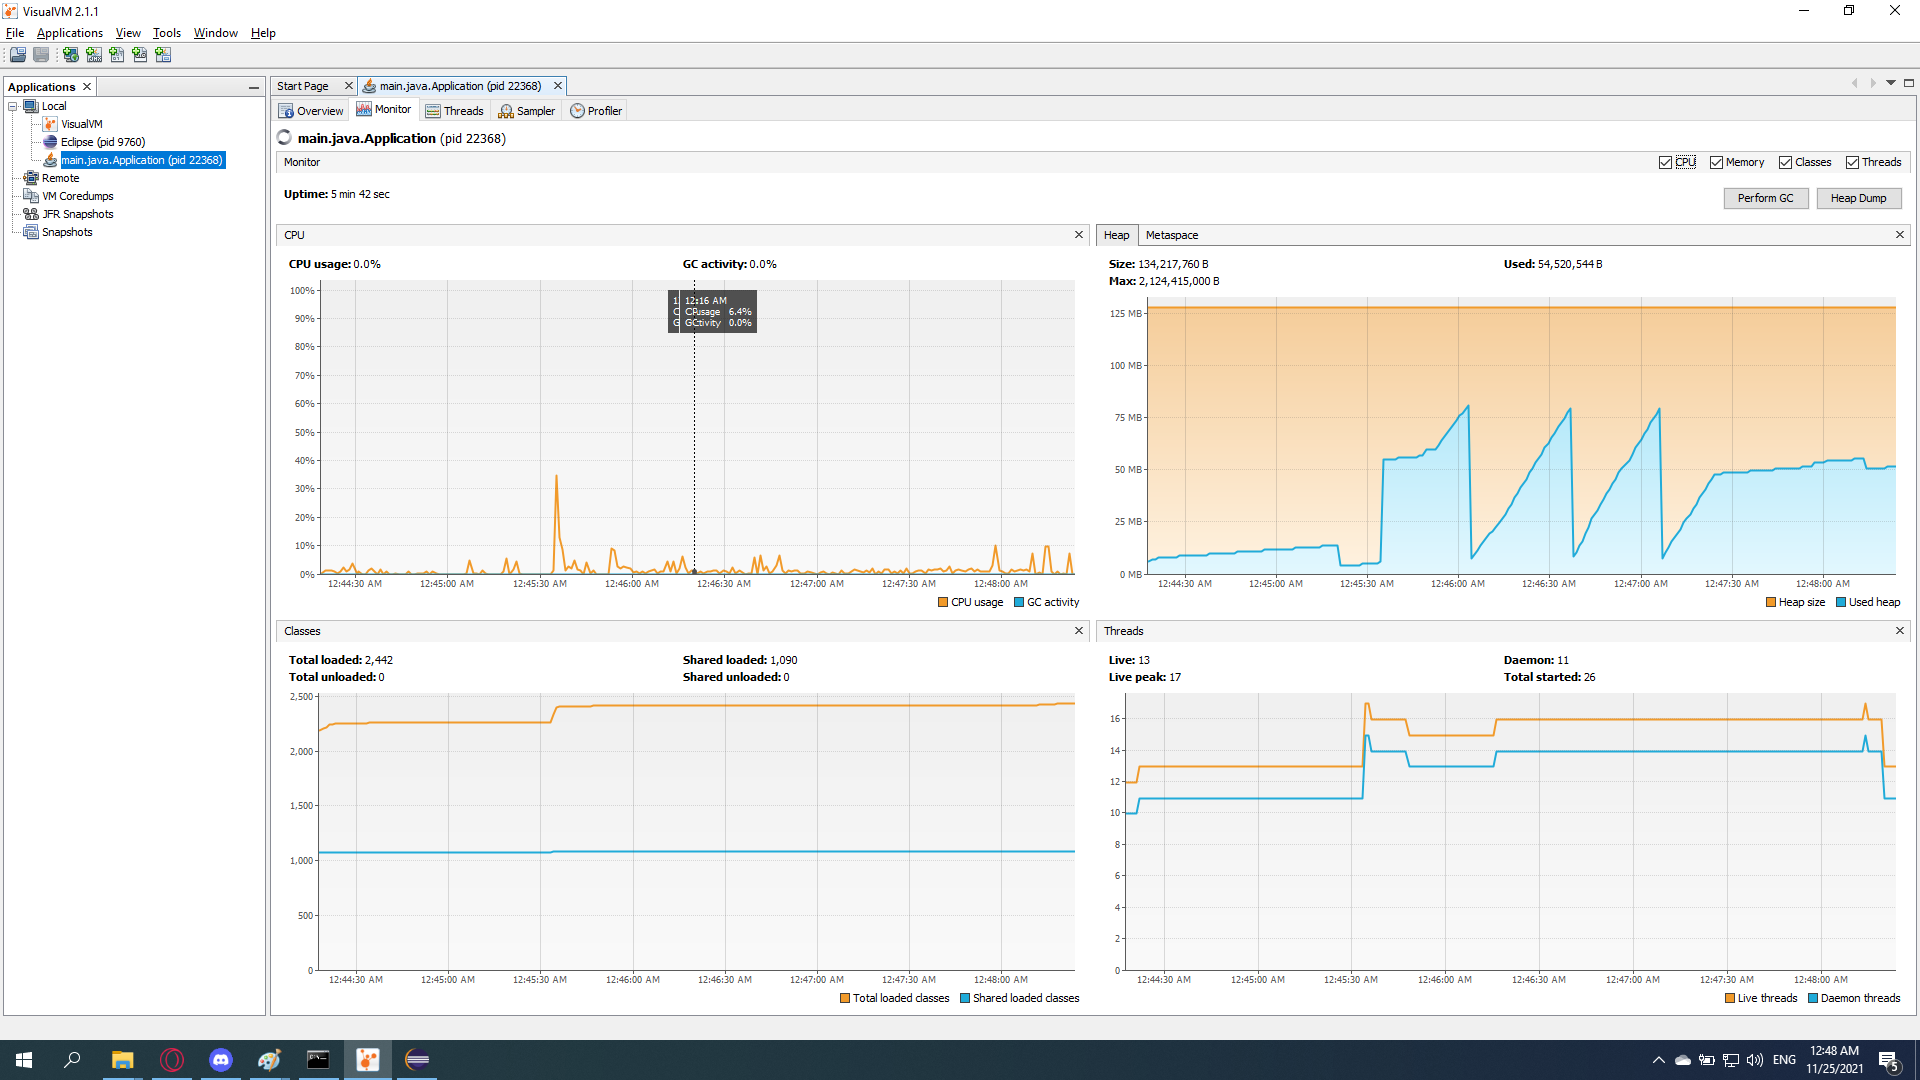 VisualVM 2.1.1
File Applications View Tools Window Help
Applications
Local
VisualVM
Eclipse (pid 9760)
main.java.Application (pid 22368)
Remote
VM Coredumps
JFR Snapshots
Snapshots
Start Page
main.java.Application (pid 22368)
Overview Monitor Threads Sampler Profiler
main.java.Application (pid 22368)
Monitor
CPU Memory Classes Threads
Uptime: 5 min 42 sec
Perform GC Heap Dump
CPU
CPU usage: 0.0% GC activity: 0.0%
100%
90%
80%
70%
60%
50%
40%
30%
20%
10%
0%
12:16 AM
6.4%
0.0%
12:44:30 AM 12:45:00 AM 12:45:30 AM 12:46:00 AM 12:46:30 AM 12:47:00 AM 12:47:30 AM 12:48:00 AM
CPU usage GC activity
Heap Metaspace
Size: 134,217,760 B Used: 54,520,544 B
Max: 2,124,415,000 B
125 MB
100 MB
75 MB
50 MB
25 MB
0 MB
12:44:30 AM 12:45:00 AM 12:45:30 AM 12:46:00 AM 12:46:30 AM 12:47:00 AM 12:47:30 AM 12:48:00 AM
Heap size Used heap
Classes
Total loaded: 2,442 Shared loaded: 1,090
Total unloaded: 0 Shared unloaded: 0
2,500
2,000
1,500
1,000
500
0
12:44:30 AM 12:45:00 AM 12:45:30 AM 12:46:00 AM 12:46:30 AM 12:47:00 AM 12:47:30 AM 12:48:00 AM
Total loaded classes Shared loaded classes
Threads
Live: 13 Daemon: 11
Live peak: 17 Total started: 26
16
14
12
10
8
6
4
2
0
12:44:30 AM 12:45:00 AM 12:45:30 AM 12:46:00 AM 12:46:30 AM 12:47:00 AM 12:47:30 AM 12:48:00 AM
Live threads Daemon threads
ENG
12:48 AM
11/25/2021
5